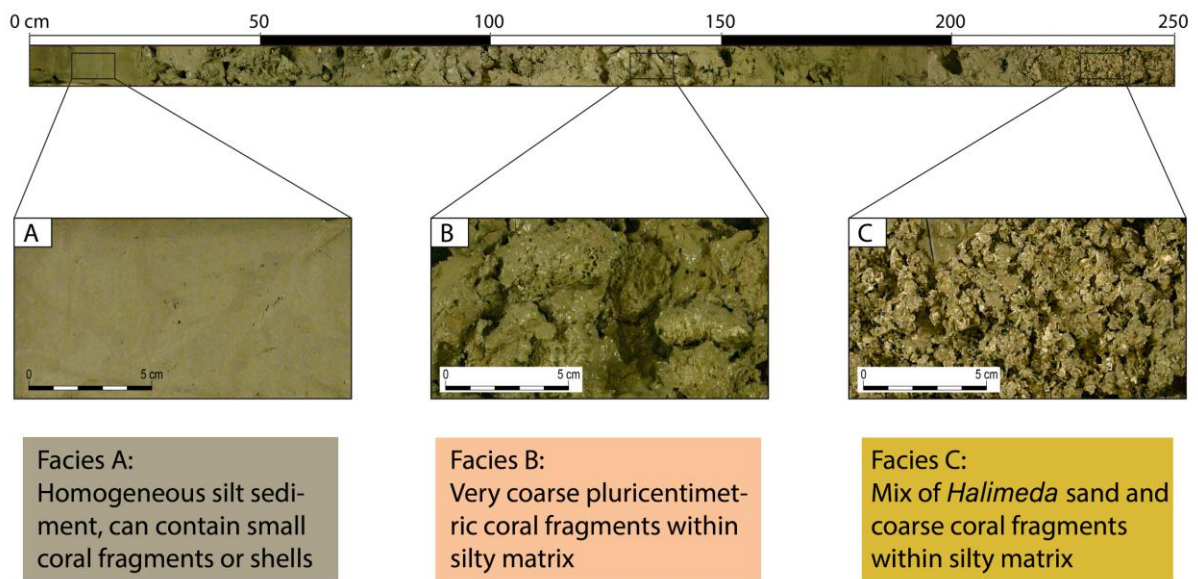 0 cm 50 100 150 200 250
A B C
0 5 cm 0 5 cm 0 5 cm
Facies A:
Homogeneous silt sedi-
ment, can contain small
coral fragments or shells
Facies B:
Very coarse pluricentimet-
ric coral fragments within
silty matrix
Facies C:
Mix of Halimeda sand and
coarse coral fragments
within silty matrix